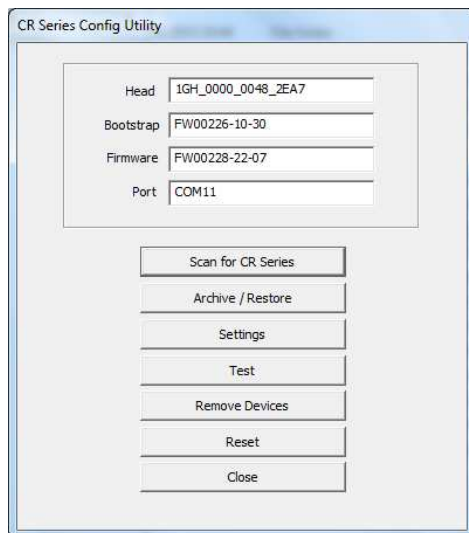 CR Series Config Utility
Head 1GH_0000_0048_2EA7
Bootstrap FW00226-10-30
Firmware FW00228-22-07
Port COM11
Scan for CR Series
Archive / Restore
Settings
Test
Remove Devices
Reset
Close